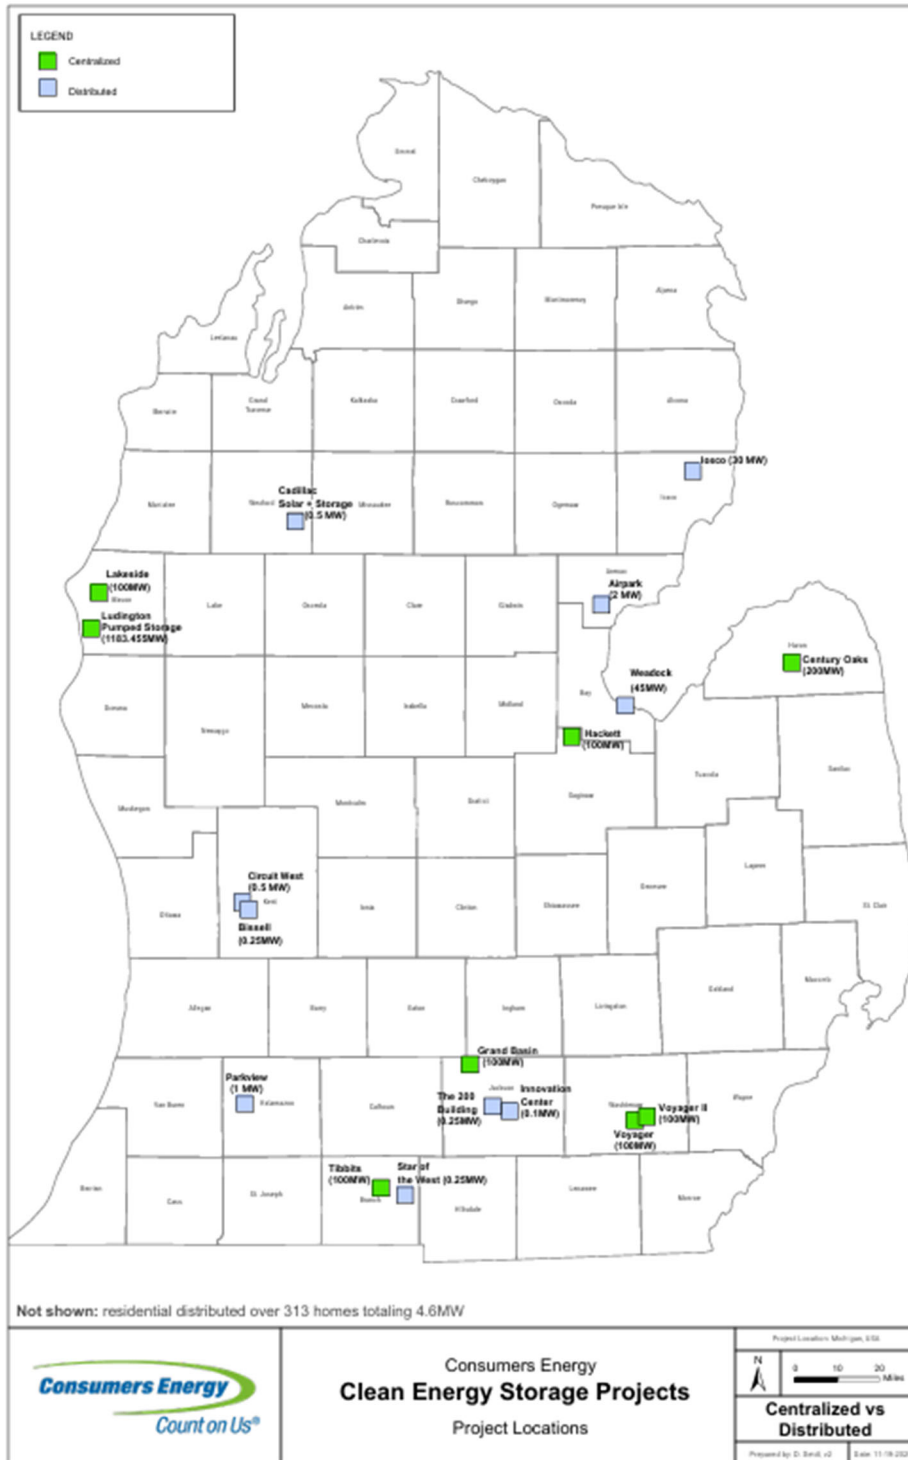 LEGEND
Centralized
Distributed
Emmet
Cheboygan
Presque Isle
Charlevoix
Antrim
Otsego
Montmorency
Alpena
Leelanau
Benzie
Grand
Traverse
Kalkaska
Crawford
Oscoda
Alcona
Iosco (30 MW)
Cadillac
Solar + Storage
(0.5 MW)
Manistee
Wexford
Missaukee
Roscommon
Ogemaw
Iosco
Lakeside
(100MW)
Mason
Ludington
Pumped Storage
(1183.455MW)
Lake
Osceola
Clare
Gladwin
Arenac
Airpark
(2 MW)
Huron
Century Oaks
(200MW)
Weadock
(45MW)
Oceana
Newaygo
Mecosta
Isabella
Midland
Bay
Hackett
(100MW)
Tuscola
Sanilac
Muskegon
Montcalm
Gratiot
Saginaw
Circuit West
(0.5 MW)
Kent
Bissell
(0.25MW)
Ottawa
Ionia
Clinton
Shiawassee
Genesee
Lapeer
St. Clair
Allegan
Barry
Eaton
Ingham
Livingston
Oakland
Macomb
Grand Basin
(100MW)
Parkview
(1 MW)
Van Buren
Kalamazoo
Calhoun
Jackson
The 200
Building
(0.25MW)
Innovation
Center
(0.1MW)
Washtenaw
Voyager II
(100MW)
Voyager
(100MW)
Wayne
Tibbits
(100MW)
Star of
the West (0.25MW)
Berrien
Cass
St. Joseph
Branch
Hillsdale
Lenawee
Monroe
Not shown: residential distributed over 313 homes totaling 4.6MW
Consumers Energy
Count on Us®
Consumers Energy
Clean Energy Storage Projects
Project Locations
Project Location: Michigan, USA
N
0 10 20
Miles
Centralized vs
Distributed
Prepared by: D.
Date: 11-19-202